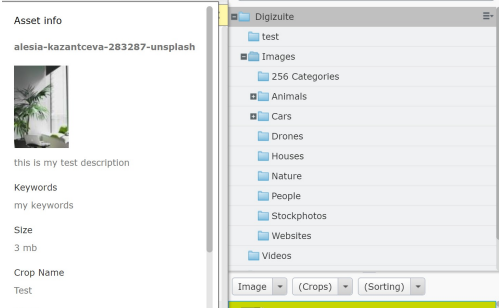 Asset info
alesia-kazantceva-283287-unsplash
this is my test description
Keywords
my keywords
Size
3 mb
Crop Name
Test
Digizuite
test
Images
256 Categories
Animals
Cars
Drones
Houses
Nature
People
Stockphotos
Websites
Videos
Image (Crops) (Sorting)